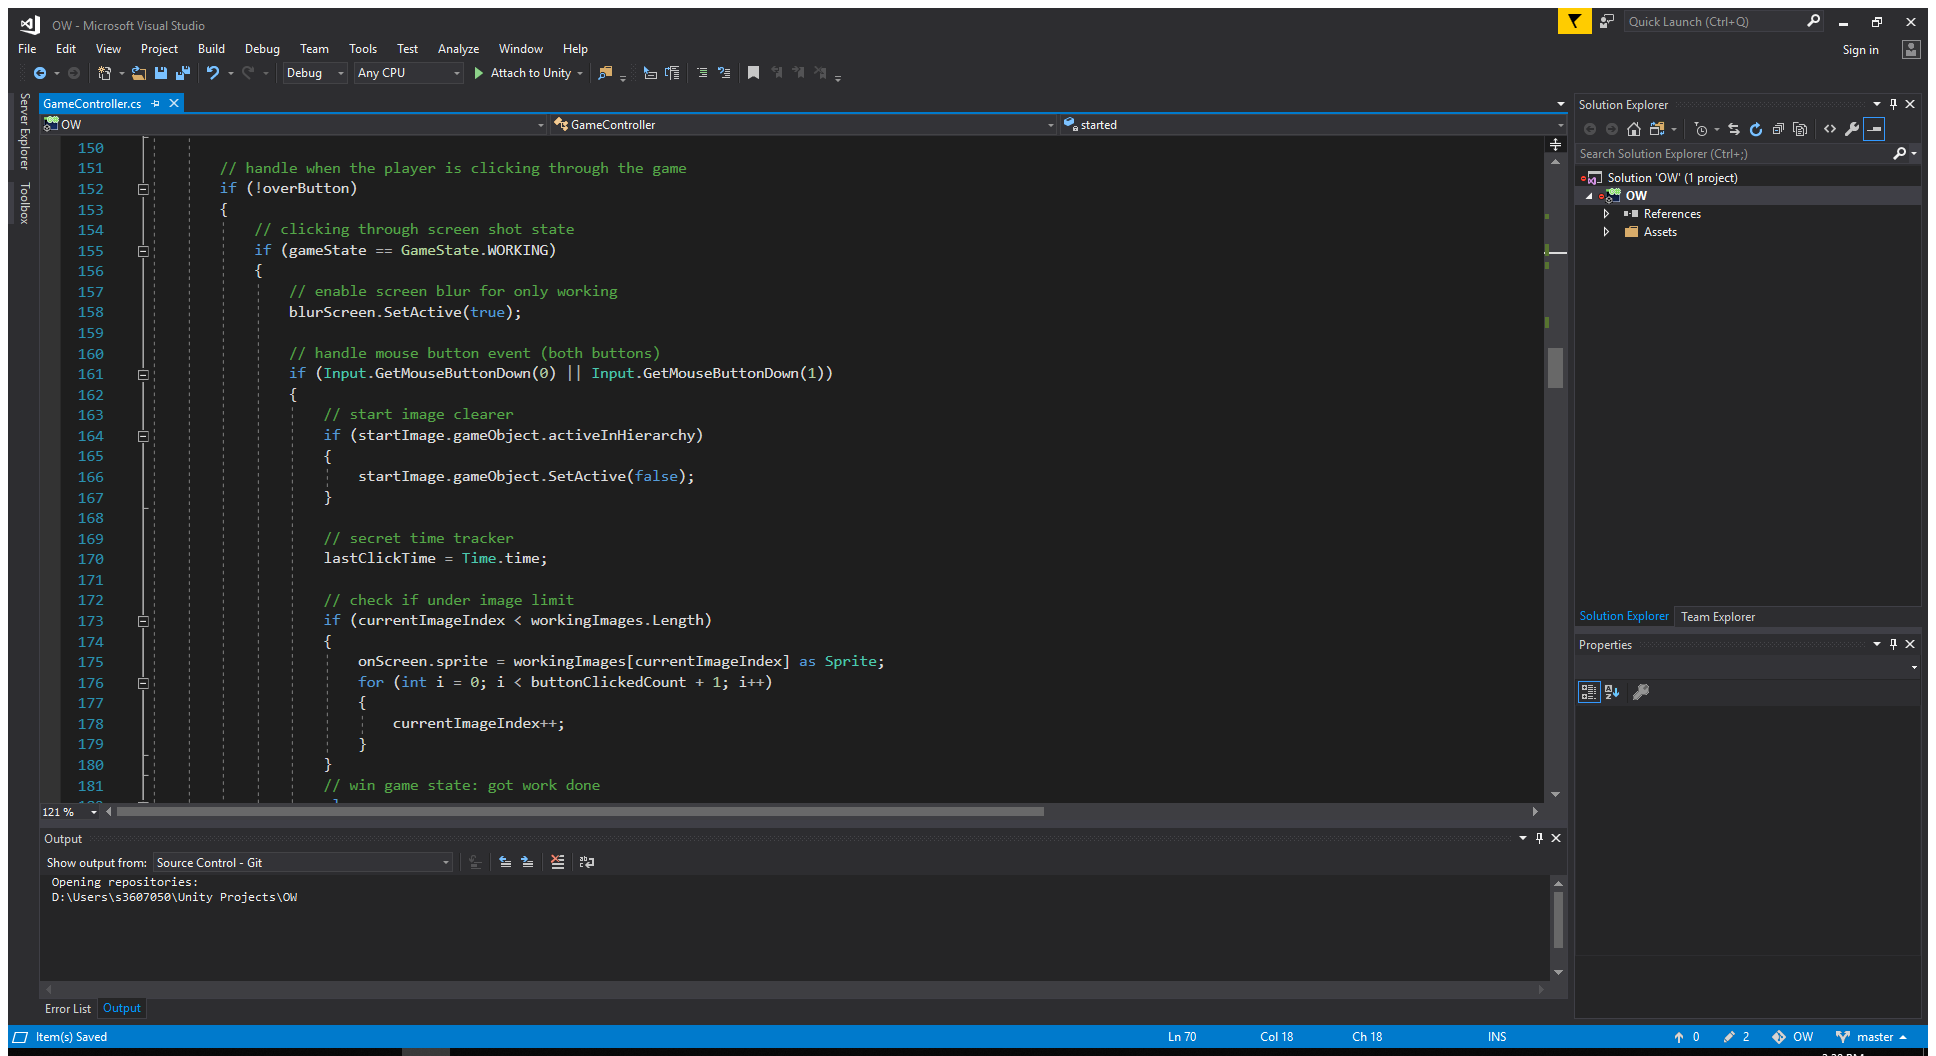 OW - Microsoft Visual Studio
Quick Launch (Ctrl+Q)
File Edit View Project Build Debug Team Tools Test Analyze Window Help
Sign in
Debug Any CPU Attach to Unity
Server Explorer
Toolbox
GameController.cs
OW GameController started
150
151 // handle when the player is clicking through the game
152 if (!overButton)
153 {
154 // clicking through screen shot state
155 if (gameState == GameState.WORKING)
156 {
157 // enable screen blur for only working
158 blurScreen.SetActive(true);
159
160 // handle mouse button event (both buttons)
161 if (Input.GetMouseButtonDown(0) || Input.GetMouseButtonDown(1))
162 {
163 // start image clearer
164 if (startImage.gameObject.activeInHierarchy)
165 {
166 startImage.gameObject.SetActive(false);
167 }
168
169 // secret time tracker
170 lastClickTime = Time.time;
171
172 // check if under image limit
173 if (currentImageIndex < workingImages.Length)
174 {
175 onScreen.sprite = workingImages[currentImageIndex] as Sprite;
176 for (int i = 0; i < buttonClickedCount + 1; i++)
177 {
178 currentImageIndex++;
179 }
180 }
181 // win game state: got work done
121 %
Output
Show output from: Source Control - Git
Opening repositories:
D:\Users\s3607050\Unity Projects\OW
Error List Output
Solution Explorer
Search Solution Explorer (Ctrl+;)
Solution 'OW' (1 project)
OW
References
Assets
Solution Explorer Team Explorer
Properties
Item(s) Saved Ln 70 Col 18 Ch 18 INS 0 2 OW master